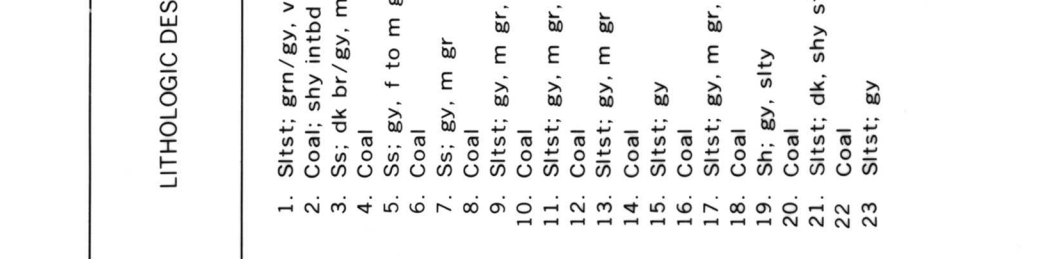 LITHOLOGIC DES
1. Sltst; grn/gy, v
2. Coal; shy intbd
3. Ss; dk br/gy, m
4. Coal
5. Ss; gy, f to m g
6. Coal
7. Ss; gy, m gr
8. Coal
9. Sltst; gy, m gr,
10. Coal
11. Sltst; gy, m gr,
12. Coal
13. Sltst; gy, m gr
14. Coal
15. Sltst; gy
16. Coal
17. Sltst; gy, m gr,
18. Coal
19. Sh; gy, slty
20. Coal
21. Sltst; dk, shy s
22 Coal
23 Sltst; gy